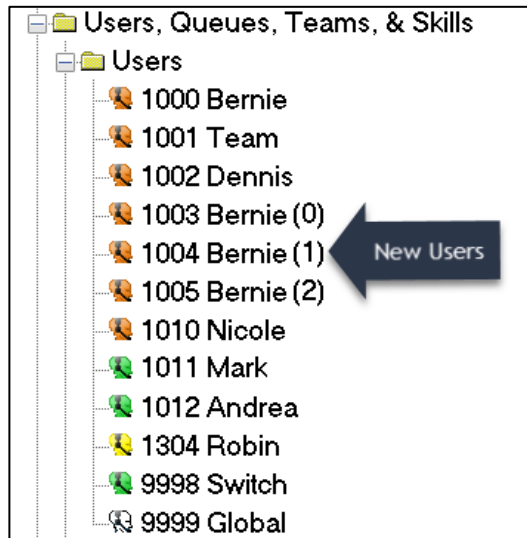 Users, Queues, Teams, & Skills
Users
1000 Bernie
1001 Team
1002 Dennis
1003 Bernie (0)
1004 Bernie (1)
New Users
1005 Bernie (2)
1010 Nicole
1011 Mark
1012 Andrea
1304 Robin
9998 Switch
9999 Global